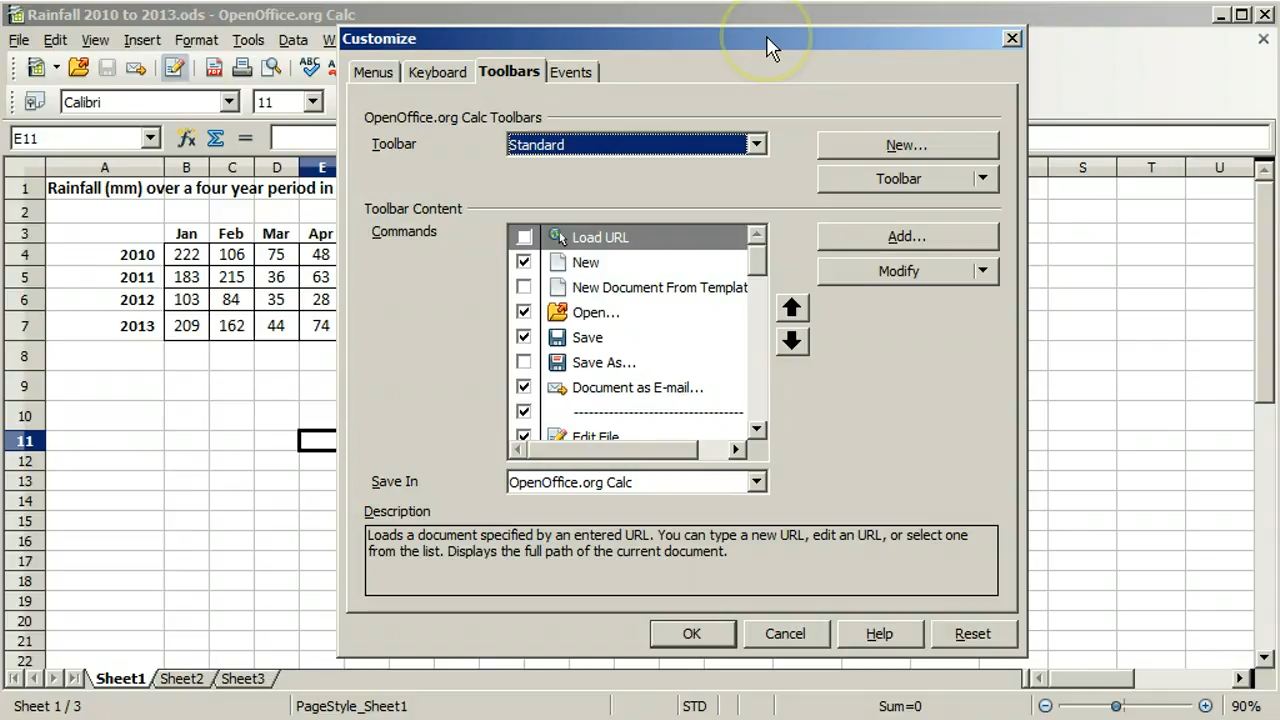 Rainfall 2010 to 2013.ods - OpenOffice.org Calc
File Edit View Insert Format Tools Data
Customize
Menus Keyboard Toolbars Events
Calibri 11
E11
OpenOffice.org Calc Toolbars
Toolbar Standard New...
Toolbar
Toolbar Content
Commands
Load URL
New
New Document From Templat
Open...
Save
Save As...
Document as E-mail...
Edit File
Add...
Modify
Save In OpenOffice.org Calc
Description
Loads a document specified by an entered URL. You can type a new URL, edit an URL, or select one
from the list. Displays the full path of the current document.
OK Cancel Help Reset
A B C D E S T U
1 Rainfall (mm) over a four year period in
2
3 Jan Feb Mar Apr
4 2010 222 106 75 48
5 2011 183 215 36 63
6 2012 103 84 35 28
7 2013 209 162 44 74
8
9
10
11
12
13
14
15
16
17
18
19
20
21
22
Sheet1 Sheet2 Sheet3
Sheet 1 / 3 PageStyle_Sheet1 STD Sum=0 90%